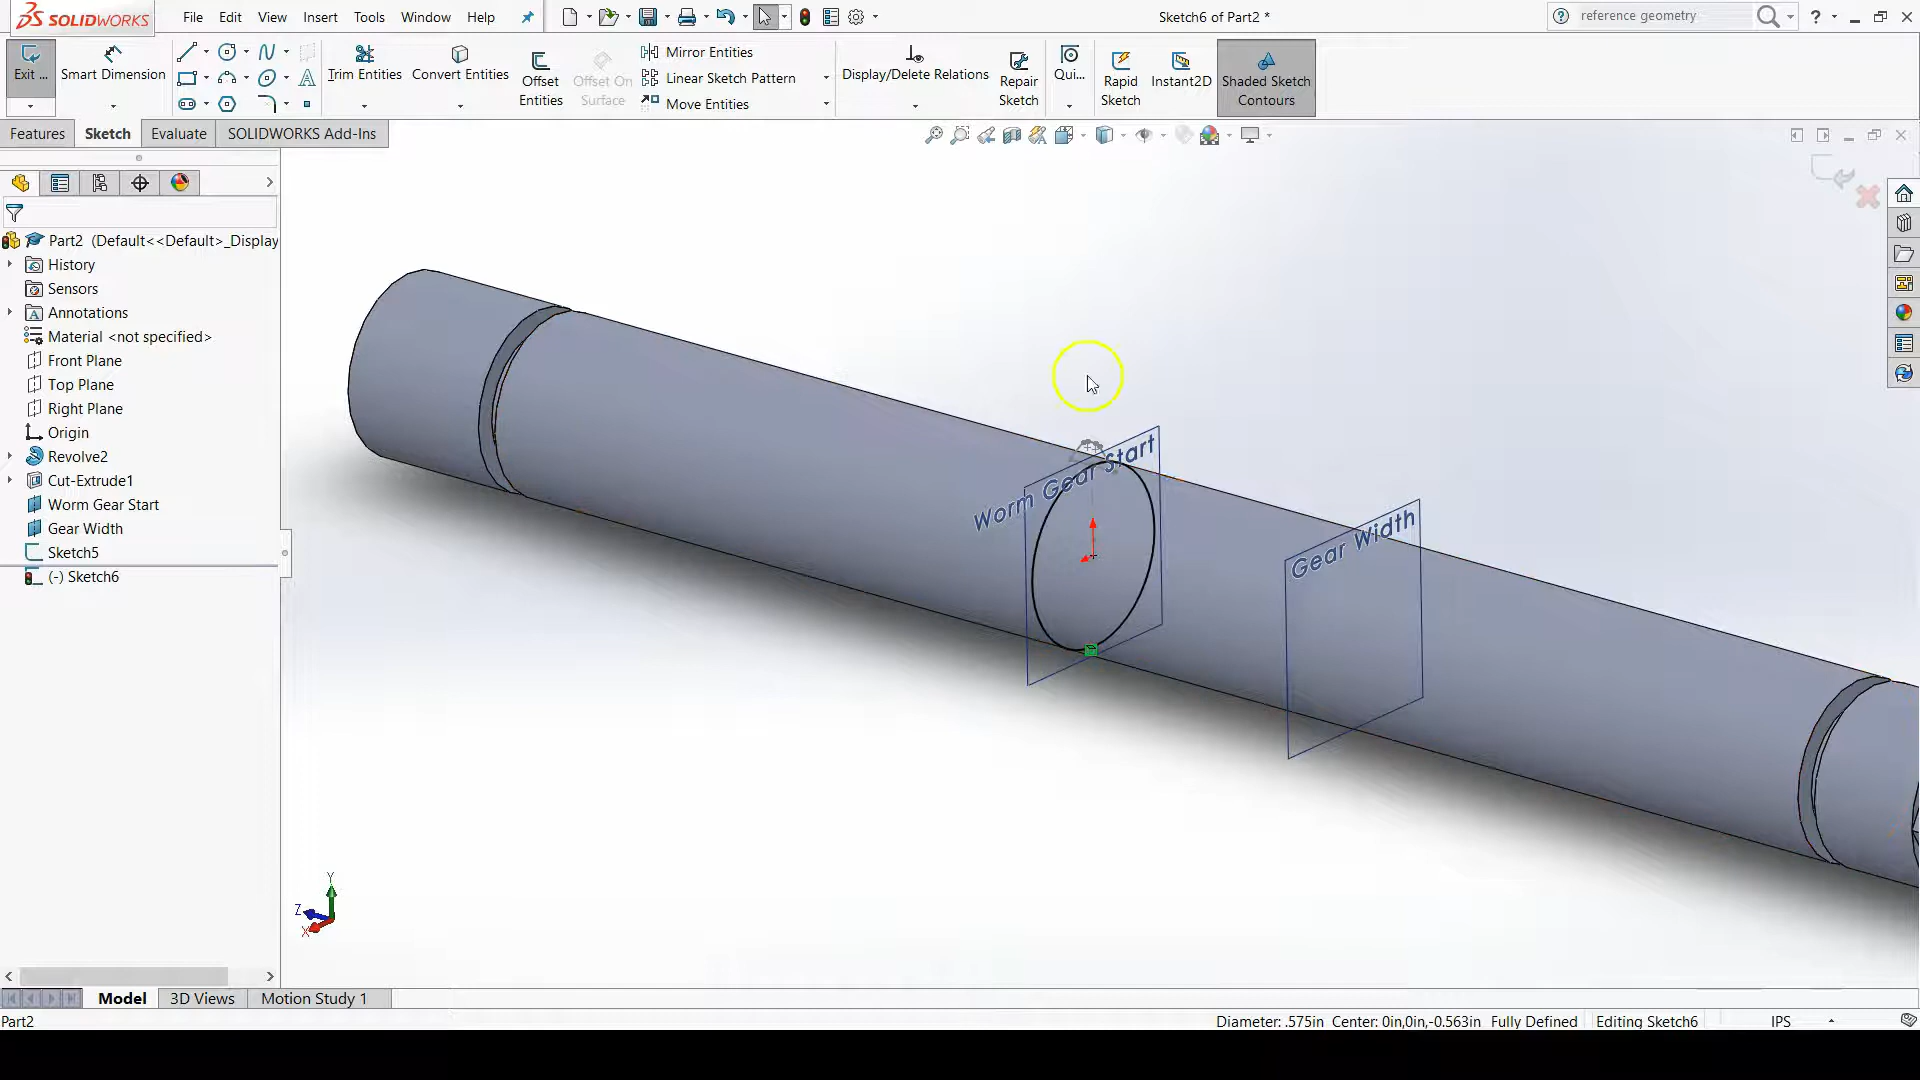 SOLIDWORKS File Edit View Insert Tools Window Help Sketch6 of Part2 * reference geometry ?
Exit ... Smart Dimension Trim Entities Convert Entities Offset Entities Offset On Surface Mirror Entities Linear Sketch Pattern Move Entities Display/Delete Relations Repair Sketch Qui... Rapid Sketch Instant2D Shaded Sketch Contours
Features Sketch Evaluate SOLIDWORKS Add-Ins
Part2 (Default<<Default>_Display
History
Sensors
Annotations
Material <not specified>
Front Plane
Top Plane
Right Plane
Origin
Revolve2
Cut-Extrude1
Worm Gear Start
Gear Width
Sketch5
(-) Sketch6
Worm Gear Start
Gear Width
Y
Z
X
Model 3D Views Motion Study 1
Part2 Diameter: .575in Center: 0in,0in,-0.563in Fully Defined Editing Sketch6 IPS